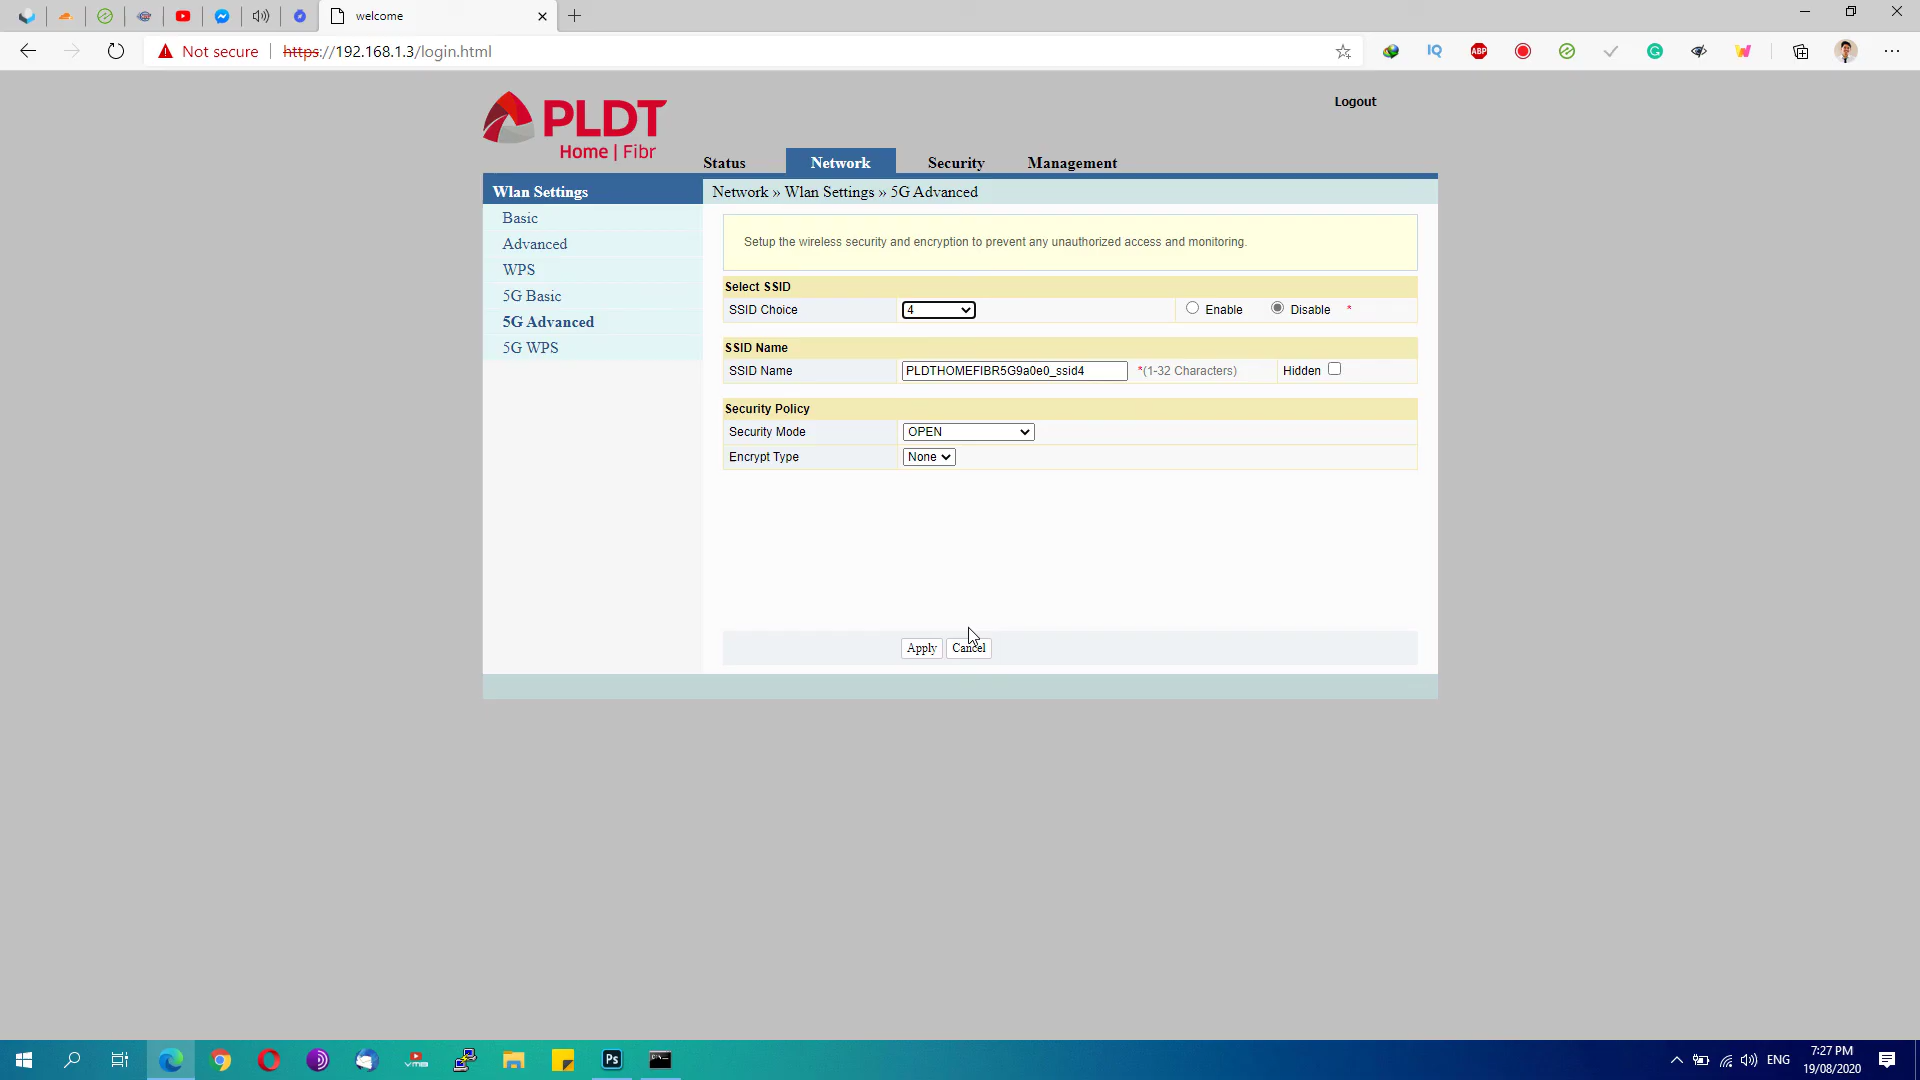 welcome
Not secure
https://192.168.1.3/login.html
IQ
ABP
PLDT
Home | Fibr
Logout
Status
Network
Security
Management
Wlan Settings
Network » Wlan Settings » 5G Advanced
Basic
Advanced
WPS
5G Basic
5G Advanced
5G WPS
Setup the wireless security and encryption to prevent any unauthorized access and monitoring.
Select SSID
SSID Choice
4
Enable
Disable
*
SSID Name
SSID Name
PLDTHOMEFIBR5G9a0e0_ssid4
*(1-32 Characters)
Hidden
Security Policy
Security Mode
OPEN
Encrypt Type
None
Apply
Cancel
Ps
ENG
7:27 PM
19/08/2020